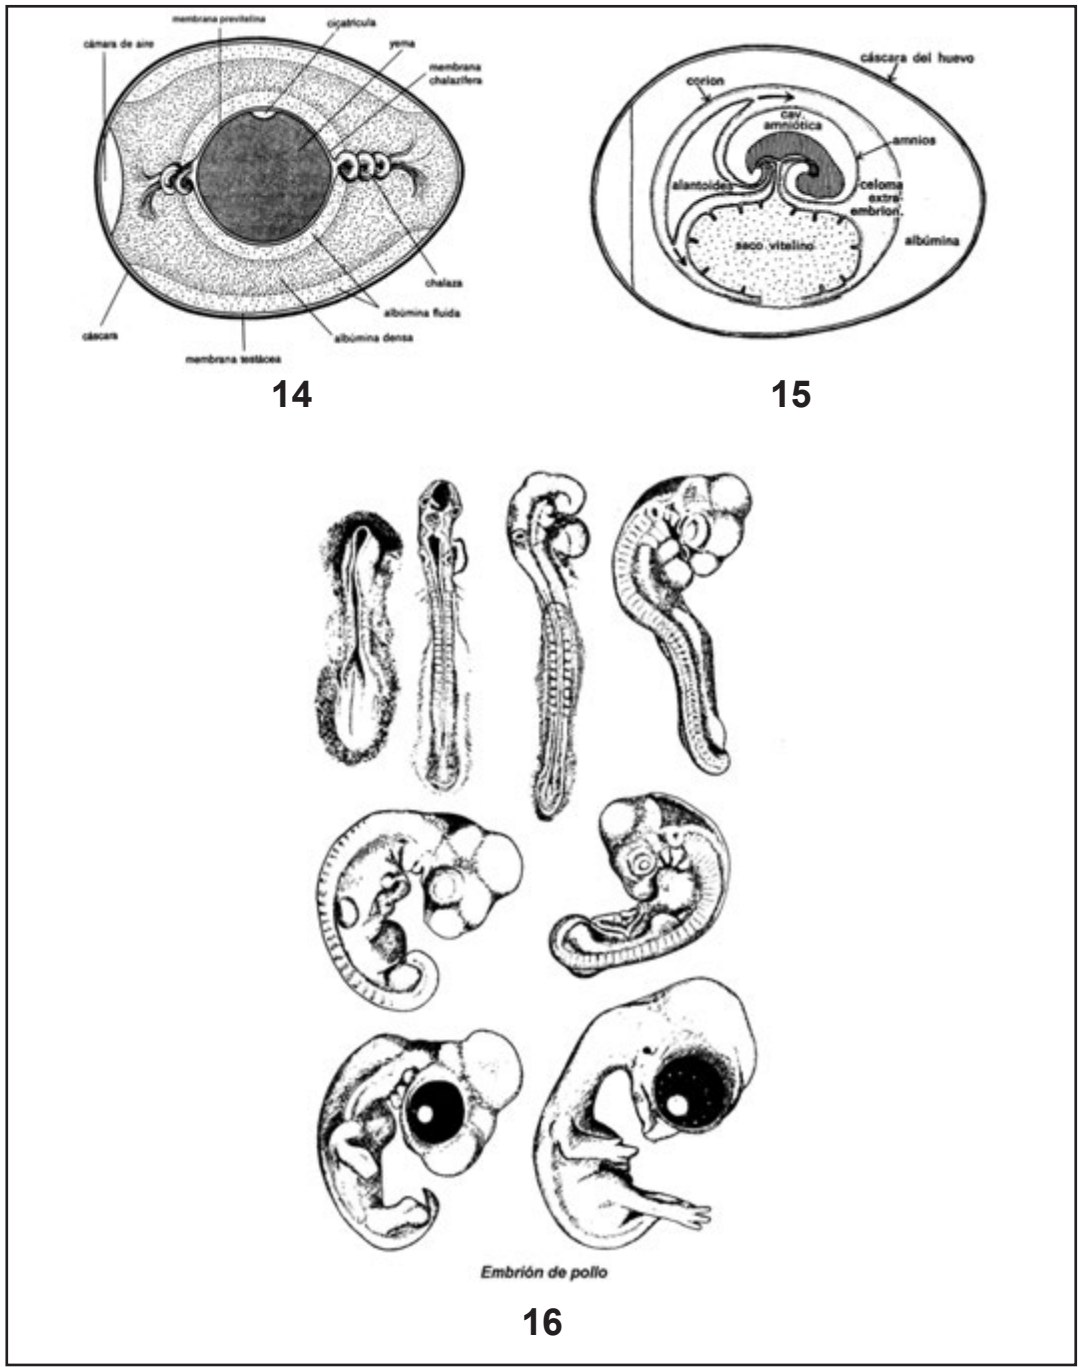 membrana previtelina
cicatrícula
cámara de aire
yema
membrana
chalazífera
chalaza
albúmina fluida
albúmina densa
cáscara
membrana testácea
14
cáscara del huevo
corion
cav.
amniótica
amnios
alantoides
celoma
extra-
embrion.
albúmina
saco vitelino
15
Embrión de pollo
16